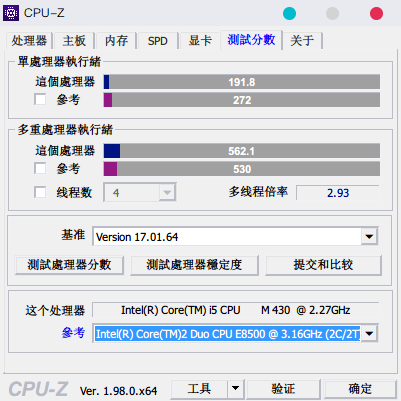 CPU-Z
处理器 主板 内存 SPD 显卡 測試分數 关于
單處理器執行緒
這個處理器 191.8
參考 272
多重處理器執行緒
這個處理器 562.1
參考 530
线程数 4 多线程倍率 2.93
基准 Version 17.01.64
測試處理器分數 測試處理器穩定度 提交和比较
这个处理器 Intel(R) Core(TM) i5 CPU M 430 @ 2.27GHz
參考 Intel(R) Core(TM)2 Duo CPU E8500 @ 3.16GHz (2C/2T
CPU-Z Ver. 1.98.0.x64 工具 验证 确定